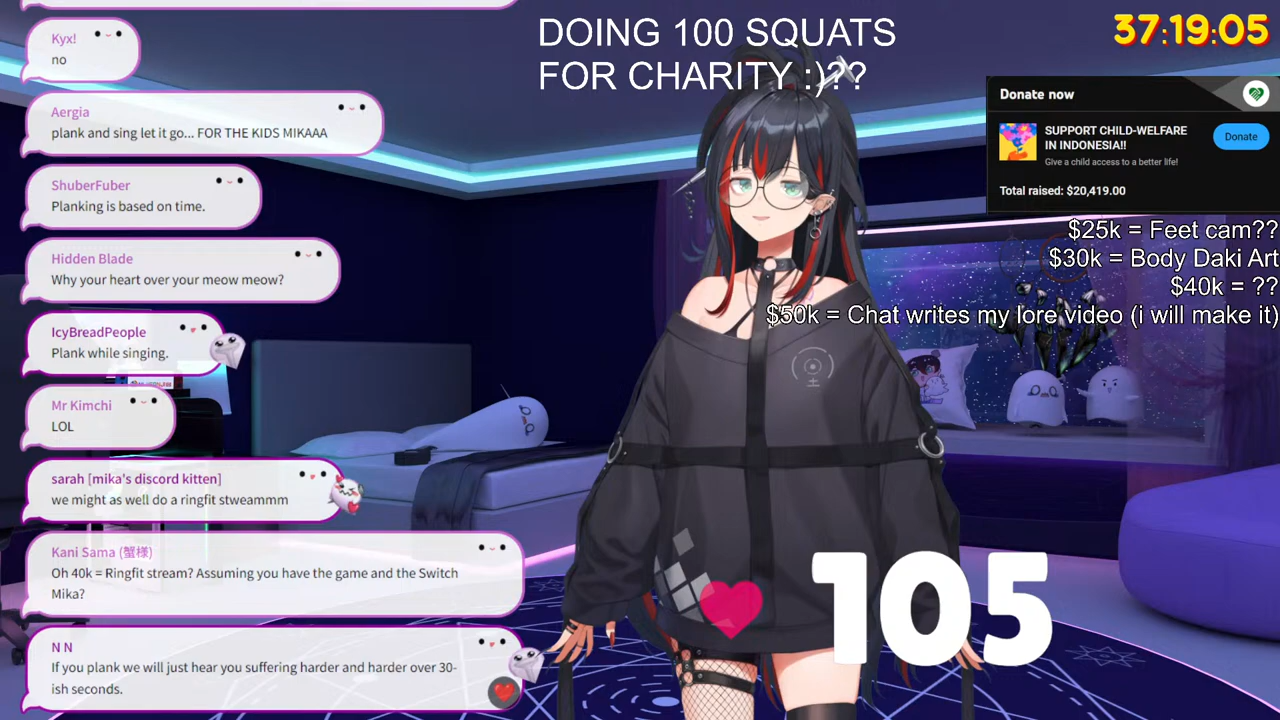 Kyx!
no
Aergia
plank and sing let it go... FOR THE KIDS MIKAAA
ShuberFuber
Planking is based on time.
Hidden Blade
Why your heart over your meow meow?
IcyBreadPeople
Plank while singing.
Mr Kimchi
LOL
sarah [mika's discord kitten]
we might as well do a ringfit stweammm
Kani Sama (蟹様)
Oh 40k = Ringfit stream? Assuming you have the game and the Switch
Mika?
N N
If you plank we will just hear you suffering harder and harder over 30-
ish seconds.
DOING 100 SQUATS
FOR CHARITY :)??
37:19:05
Donate now
SUPPORT CHILD-WELFARE
IN INDONESIA!!
Give a child access to a better life!
Donate
Total raised: $20,419.00
$25k = Feet cam??
$30k = Body Daki Art
$40k = ??
$50k = Chat writes my lore video (i will make it)
105